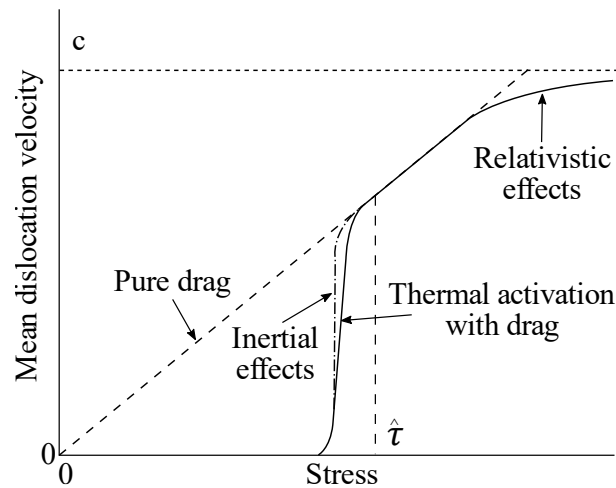 c
Mean dislocation velocity
Relativistic
effects
Pure drag
Inertial
effects
Thermal activation
with drag
τ̂
0
0
Stress